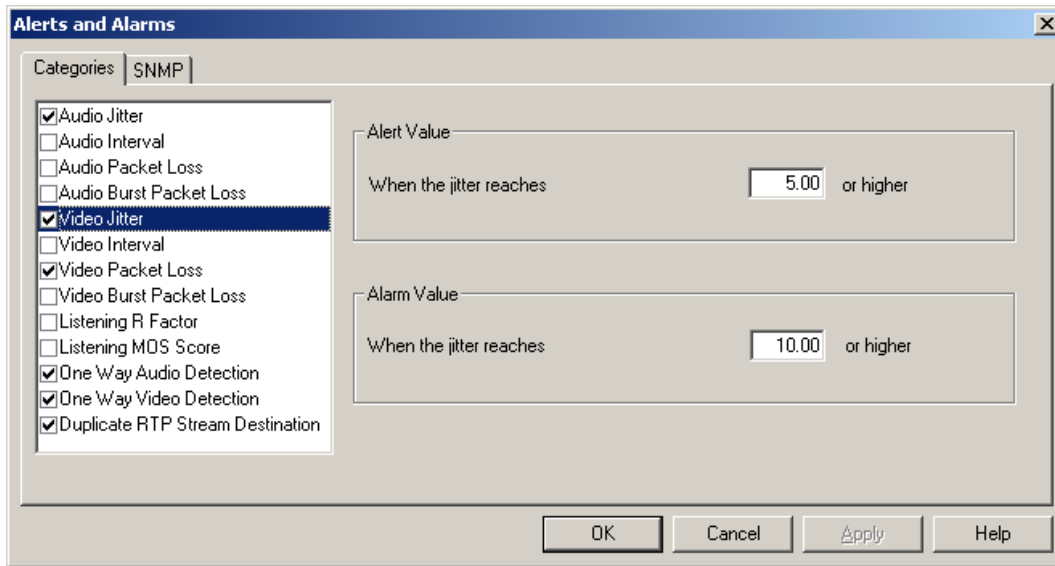 Alerts and Alarms
Categories
SNMP
Audio Jitter
Audio Interval
Audio Packet Loss
Audio Burst Packet Loss
Video Jitter
Video Interval
Video Packet Loss
Video Burst Packet Loss
Listening R Factor
Listening MOS Score
One Way Audio Detection
One Way Video Detection
Duplicate RTP Stream Destination
Alert Value
When the jitter reaches 5.00 or higher
Alarm Value
When the jitter reaches 10.00 or higher
OK
Cancel
Apply
Help